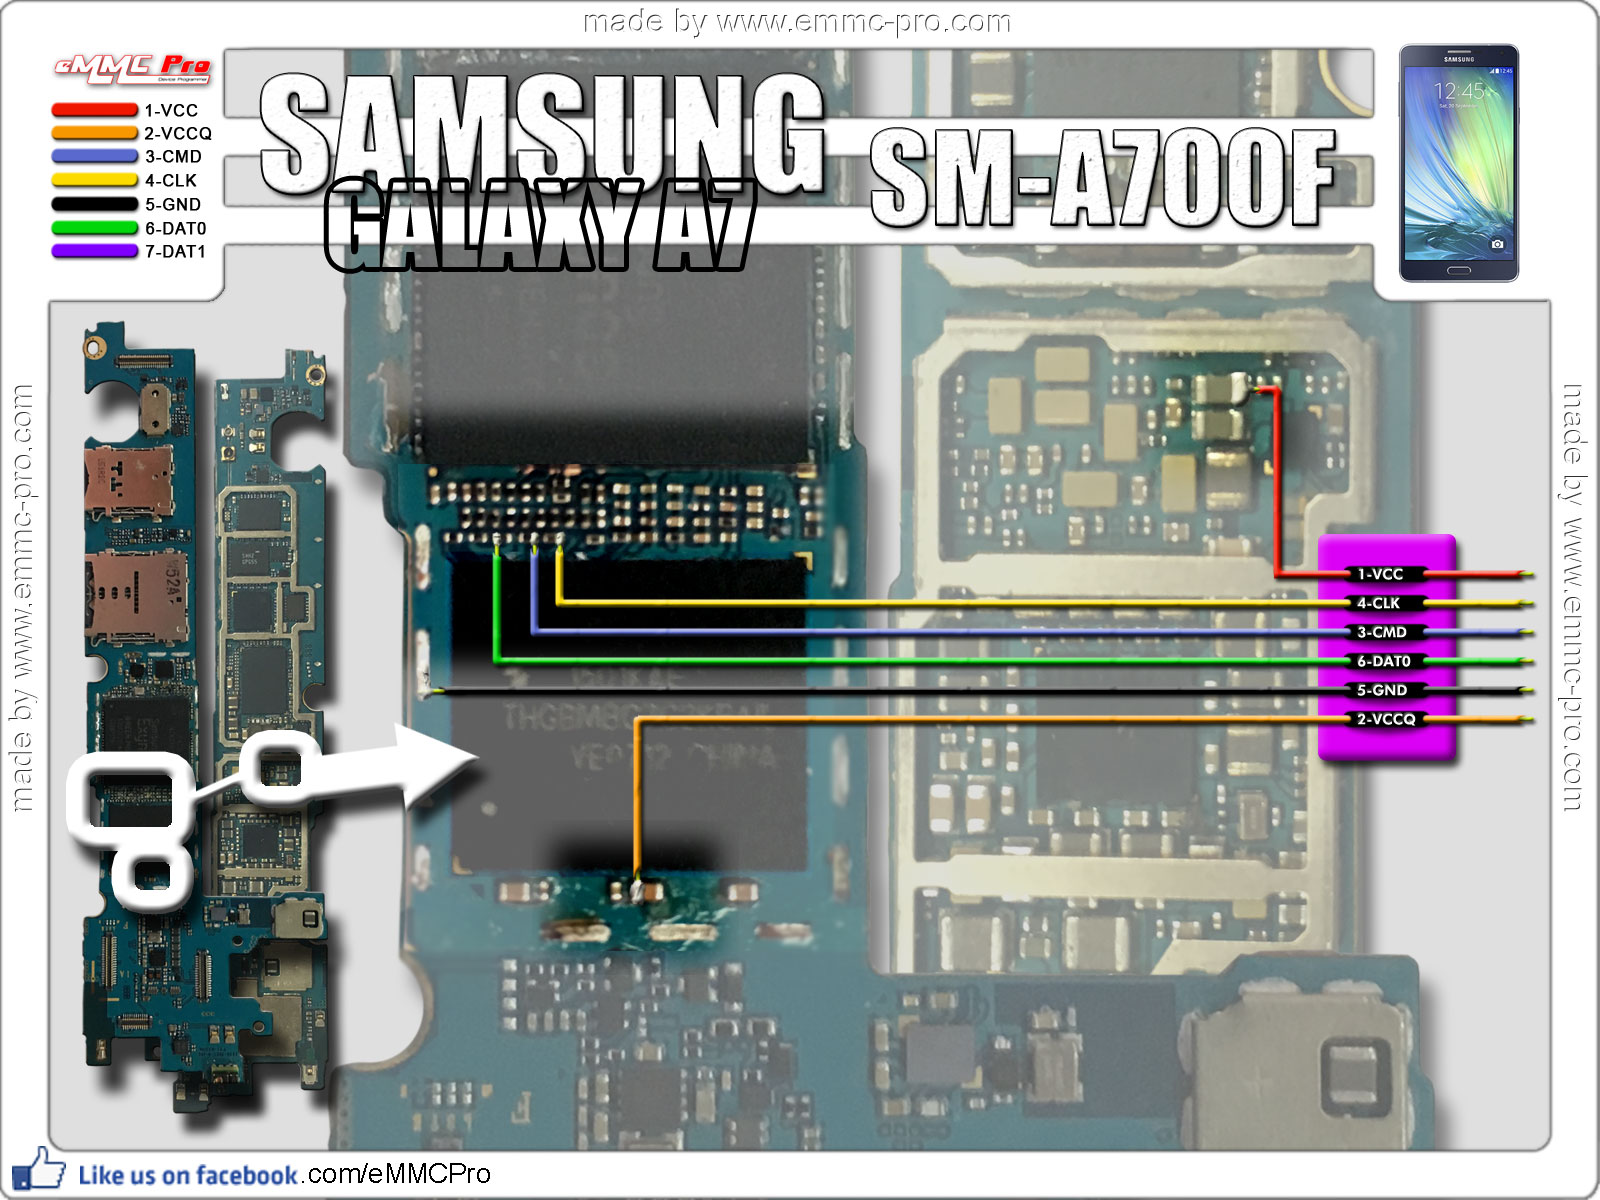 made by www.emmc-pro.com
eMMC Pro
Device Programmer
1-VCC
2-VCCQ
3-CMD
4-CLK
5-GND
6-DAT0
7-DAT1
SAMSUNG
GALAXY A7
SM-A700F
SAMSUNG
12:45
made by www.emmc-pro.com
made by www.emmc-pro.com
1-VCC
4-CLK
3-CMD
6-DAT0
5-GND
2-VCCQ
CHINA
Like us on facebook.com/eMMCPro